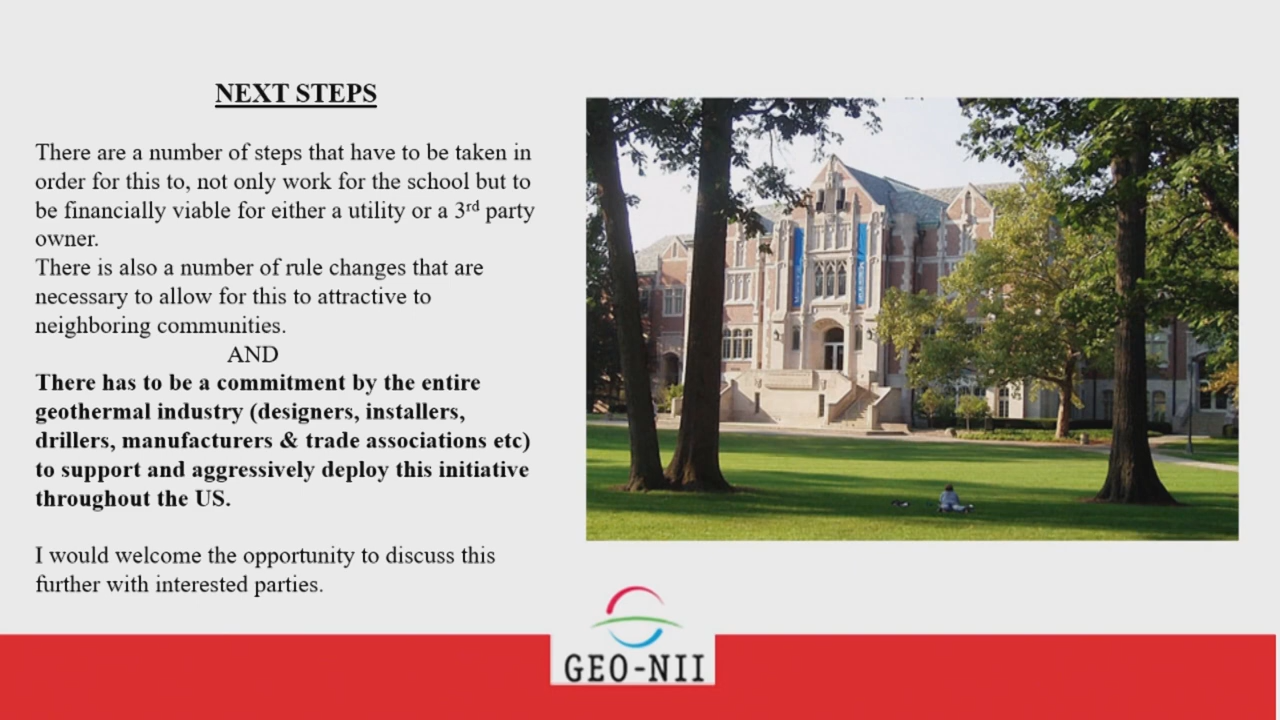 NEXT STEPS
There are a number of steps that have to be taken in
order for this to, not only work for the school but to
be financially viable for either a utility or a 3rd party
owner.
There is also a number of rule changes that are
necessary to allow for this to attractive to
neighboring communities.
AND
There has to be a commitment by the entire
geothermal industry (designers, installers,
drillers, manufacturers & trade associations etc)
to support and aggressively deploy this initiative
throughout the US.
I would welcome the opportunity to discuss this
further with interested parties.
GEO-NII